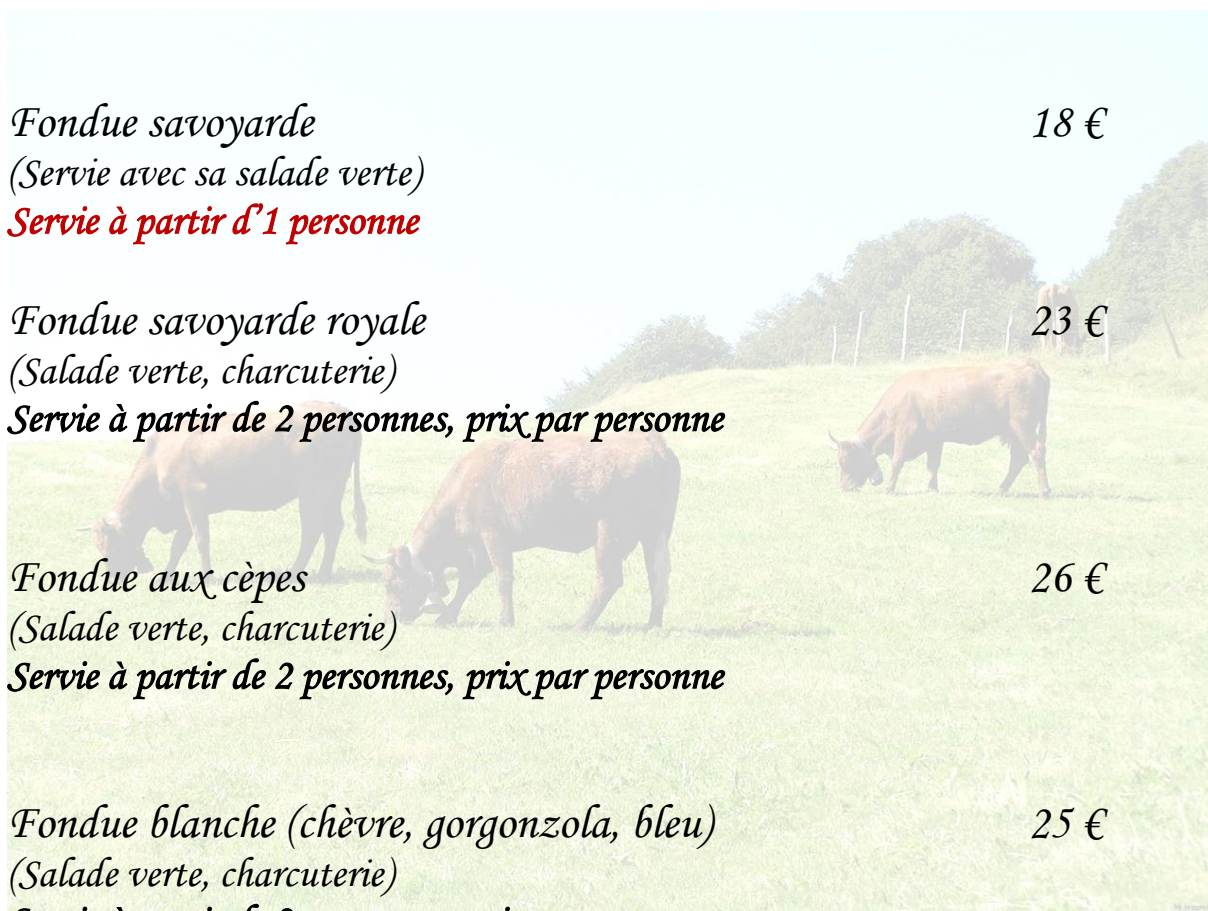 Fondue savoyarde 18 €
(Servie avec sa salade verte)
Servie à partir d’1 personne
Fondue savoyarde royale 23 €
(Salade verte, charcuterie)
Servie à partir de 2 personnes, prix par personne
Fondue aux cèpes 26 €
(Salade verte, charcuterie)
Servie à partir de 2 personnes, prix par personne
Fondue blanche (chèvre, gorgonzola, bleu) 25 €
(Salade verte, charcuterie)